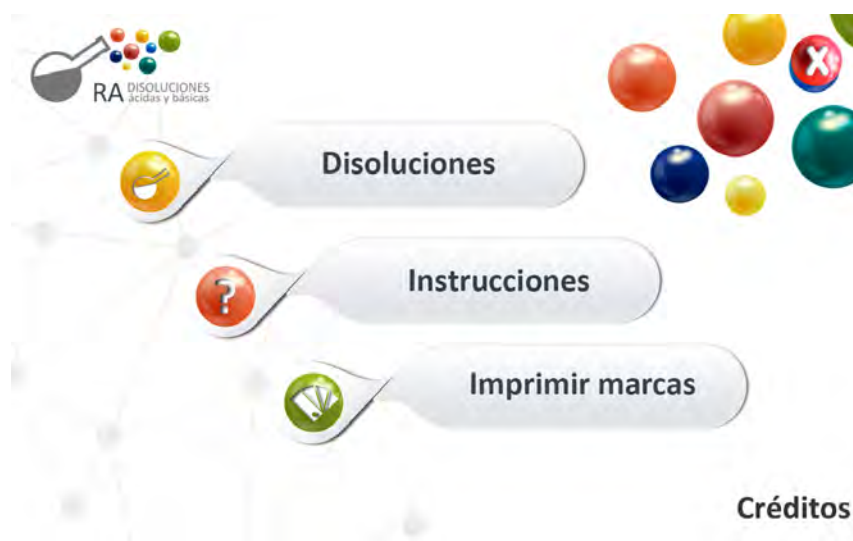 RA DISOLUCIONES
ácidas y básicas
X
Disoluciones
?
Instrucciones
Imprimir marcas
Créditos